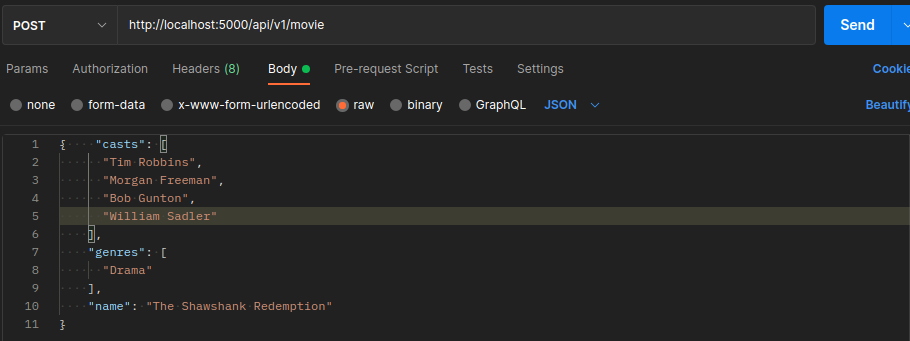 POST http://localhost:5000/api/v1/movie Send
Params Authorization Headers (8) Body Pre-request Script Tests Settings Cookie
none form-data x-www-form-urlencoded raw binary GraphQL JSON Beautify
1 { "casts": [
2 "Tim Robbins",
3 "Morgan Freeman",
4 "Bob Gunton",
5 "William Sadler"
6 ],
7 "genres": [
8 "Drama"
9 ],
10 "name": "The Shawshank Redemption"
11 }